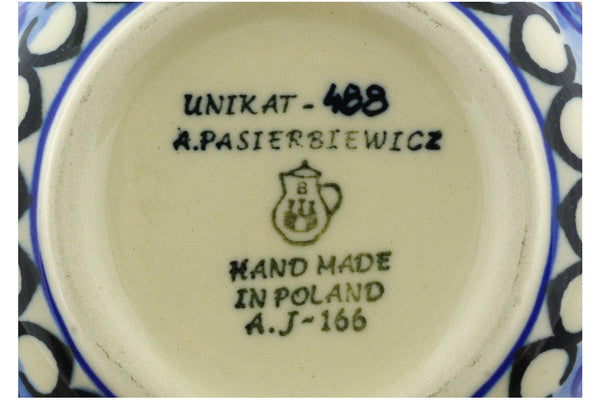 UNIKAT - 488
A.PASIERBIEWICZ
B
HAND MADE
IN POLAND
A.J-166